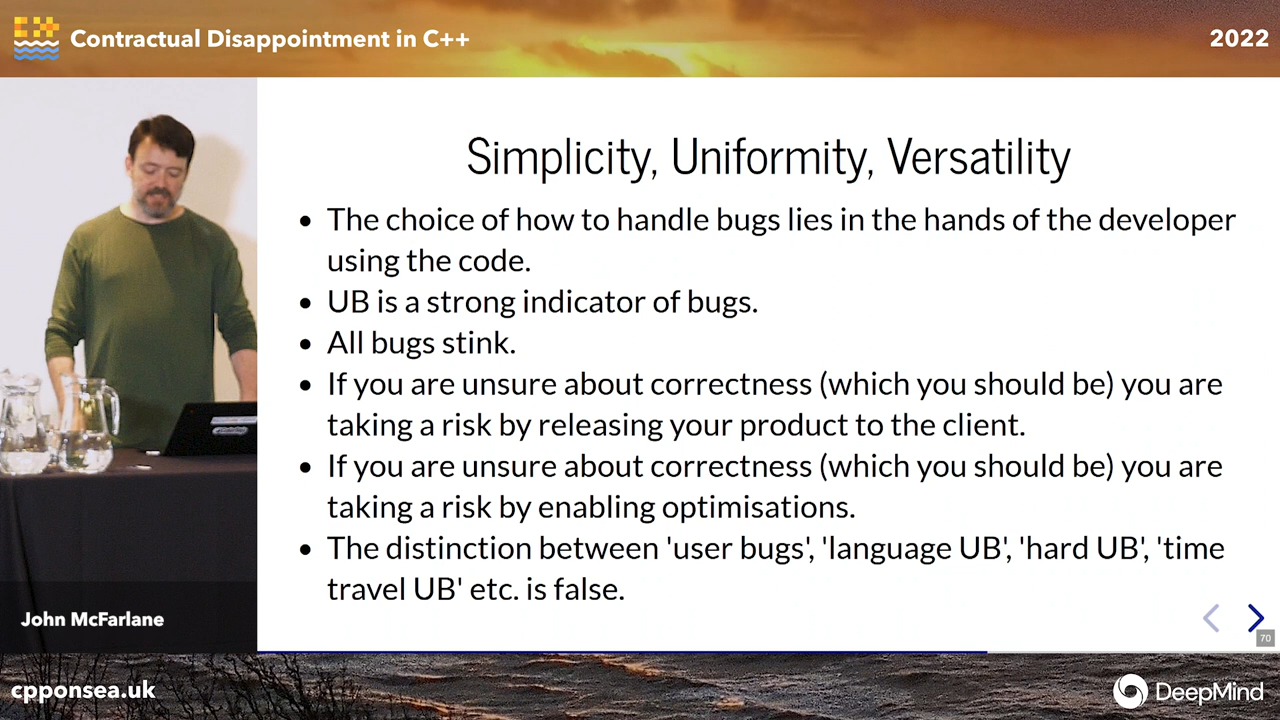 Contractual Disappointment in C++
2022
Simplicity, Uniformity, Versatility
• The choice of how to handle bugs lies in the hands of the developer
using the code.
• UB is a strong indicator of bugs.
• All bugs stink.
• If you are unsure about correctness (which you should be) you are
taking a risk by releasing your product to the client.
• If you are unsure about correctness (which you should be) you are
taking a risk by enabling optimisations.
• The distinction between 'user bugs', 'language UB', 'hard UB', 'time
travel UB' etc. is false.
John McFarlane
70
cpponsea.uk
DeepMind